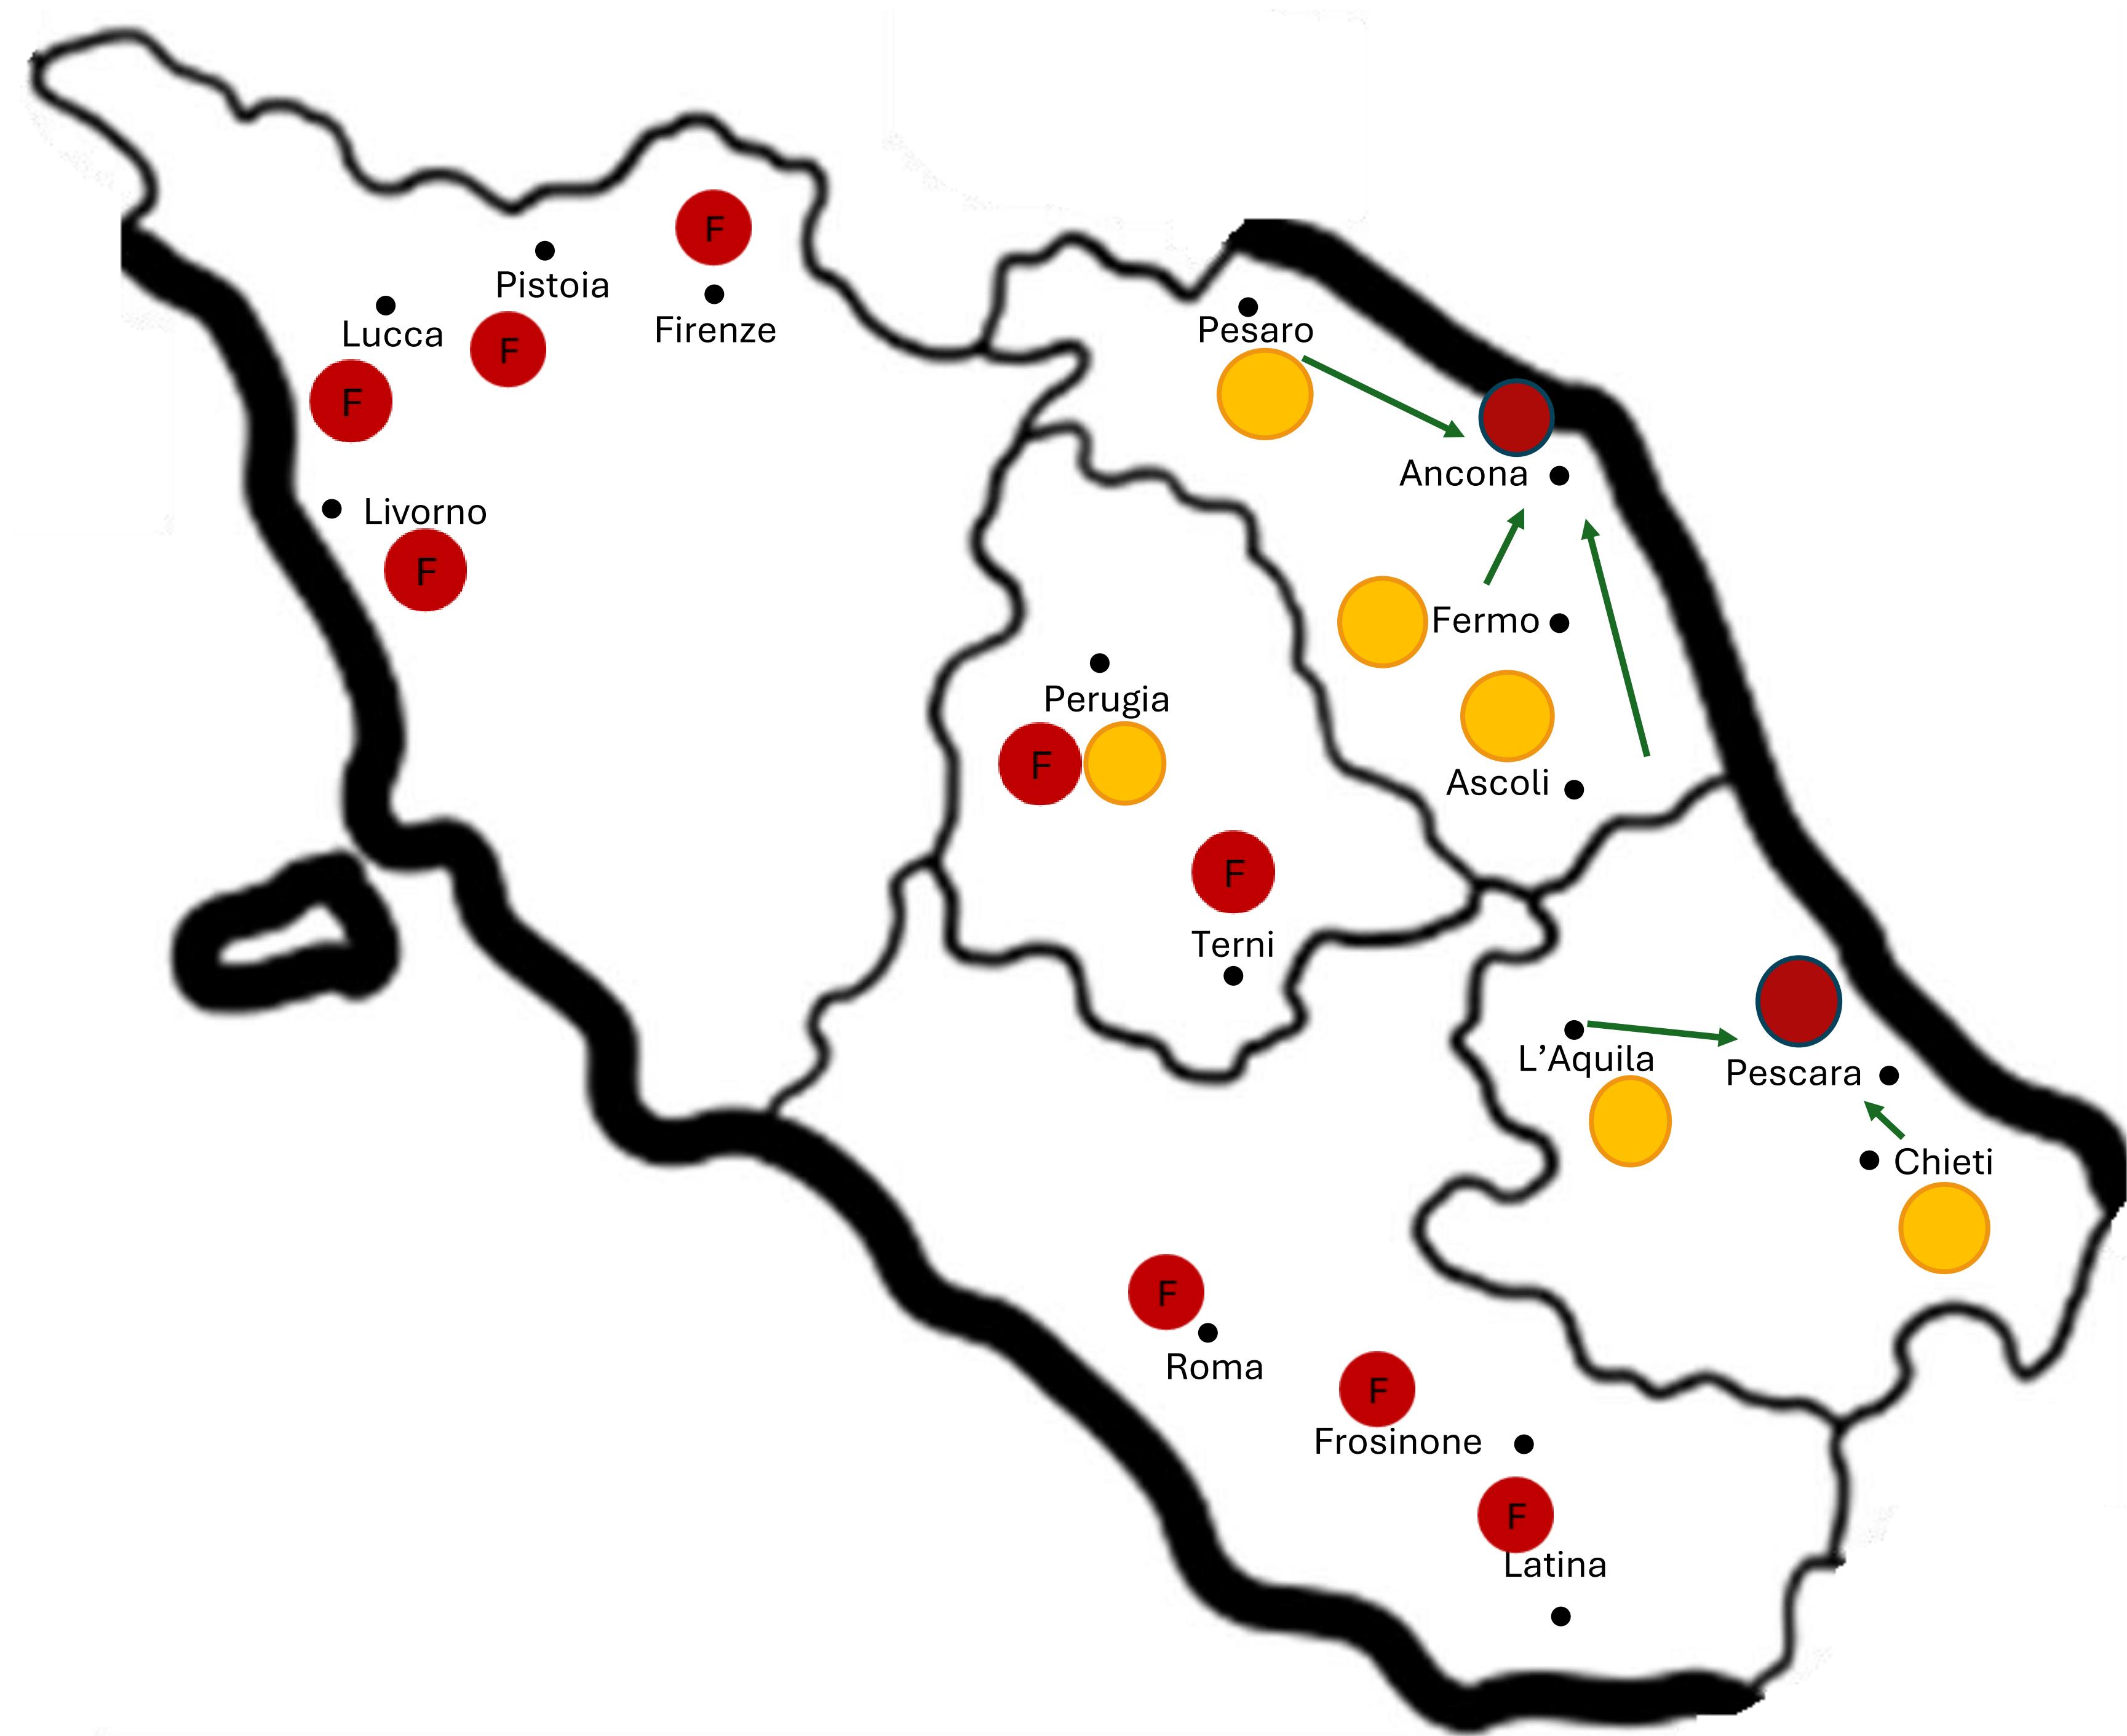 F
Pistoia
Firenze
Lucca
F
F
Livorno
F
Pesaro
Ancona
Fermo
Ascoli
Perugia
F
F
Terni
L’Aquila
Pescara
Chieti
F
Roma
F
Frosinone
F
Latina